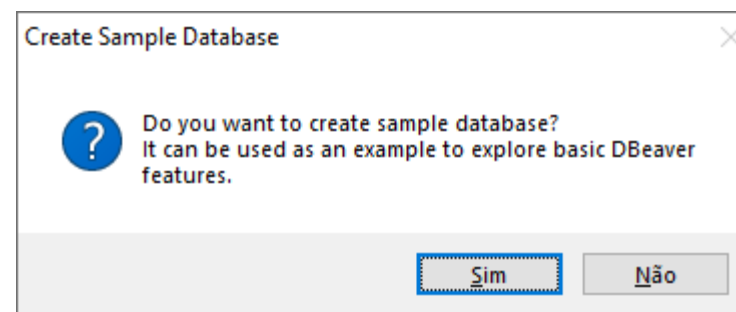 Create Sample Database
Do you want to create sample database?
It can be used as an example to explore basic DBeaver
features.
Sim
Não